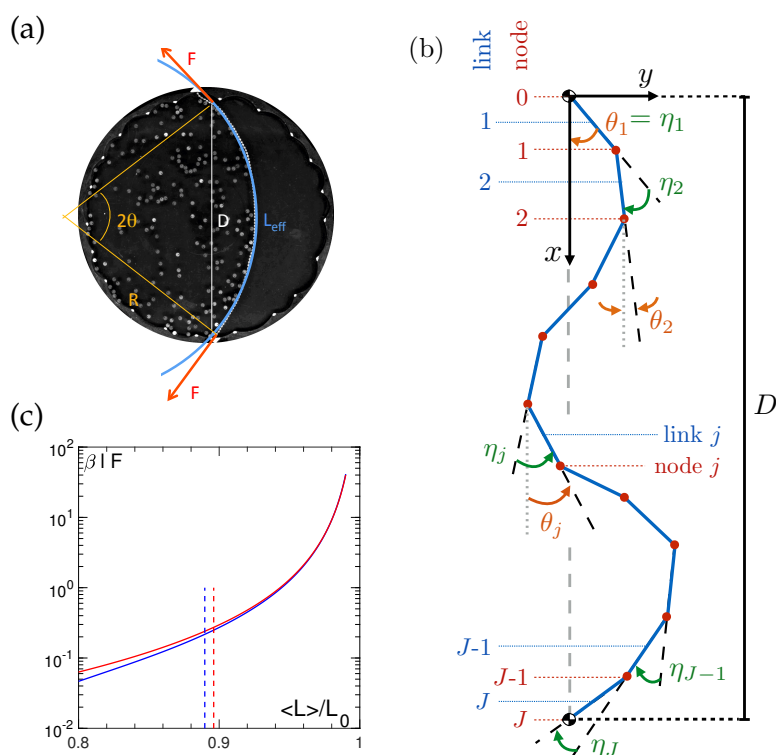 (a)
F
2θ
D
L_eff
R
F
(b)
link
node
0
y
1
θ_1 = η_1
1
2
η_2
2
x
θ_2
D
link j
η_j
node j
θ_j
J-1
η_{J-1}
J-1
J
J
η_J
(c)
10^2
β l F
10^1
10^0
10^-1
10^-2
<L>/L_0
0.8
0.9
1